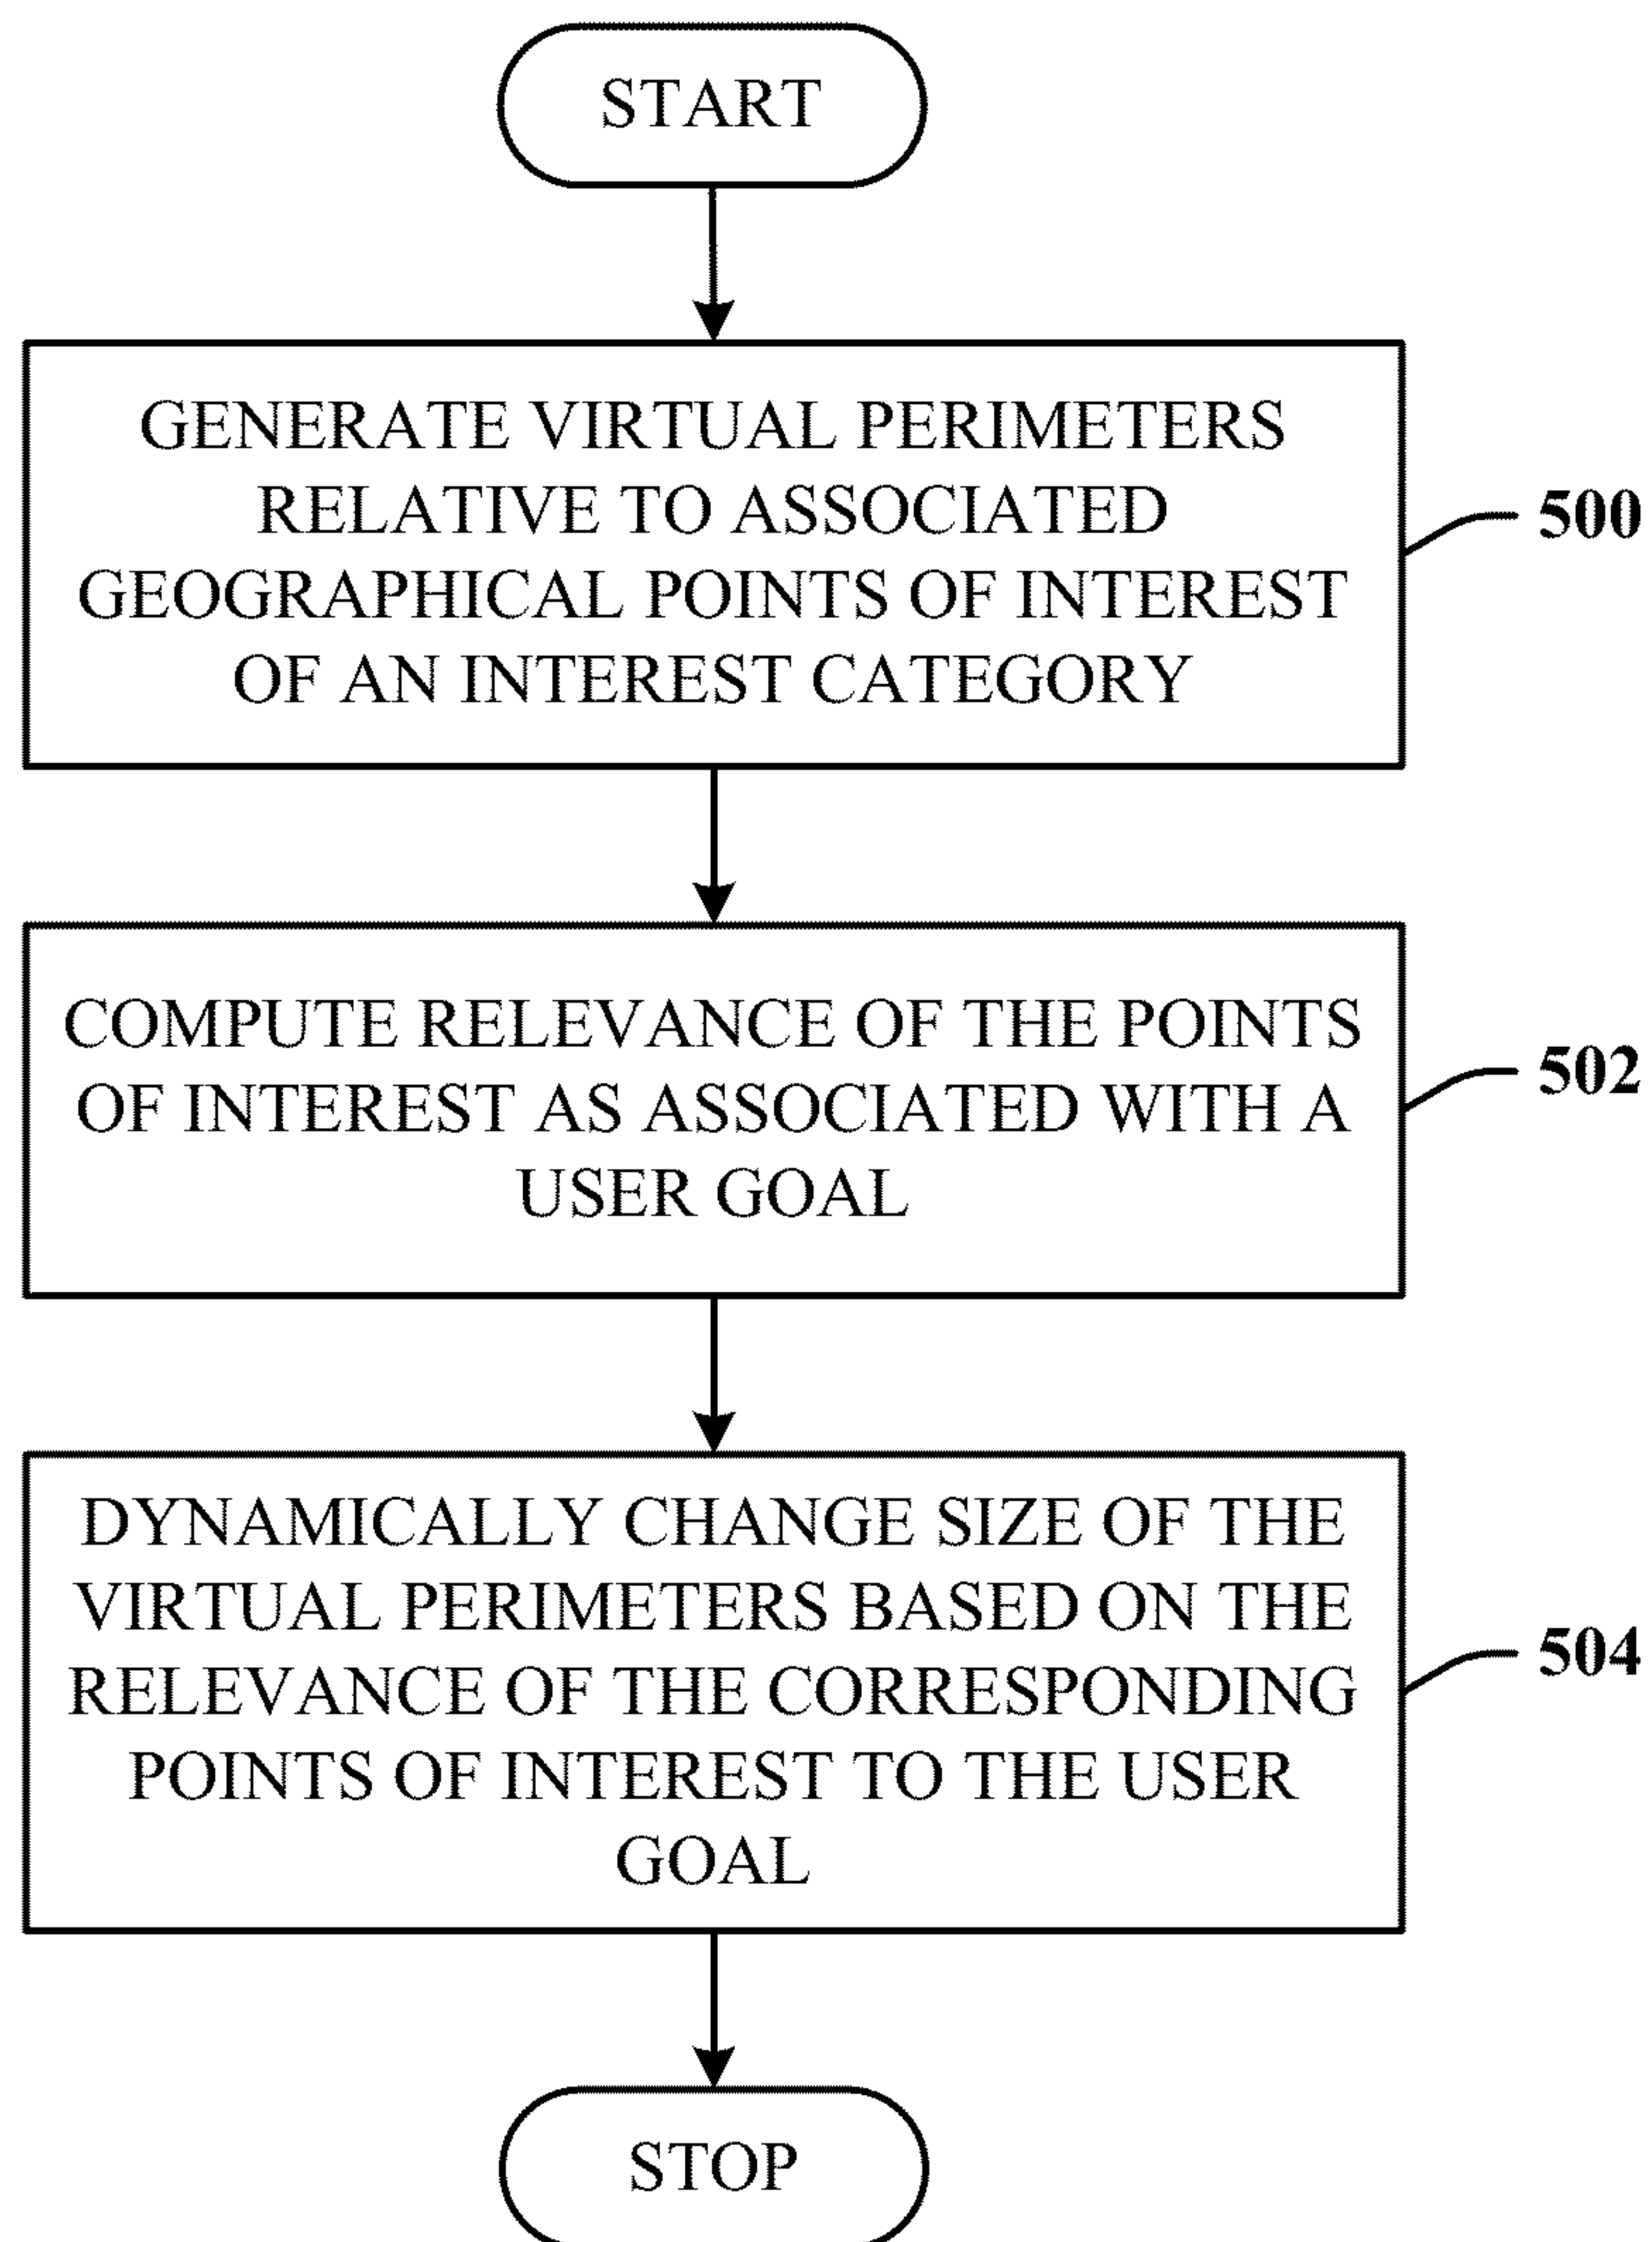 START
GENERATE VIRTUAL PERIMETERS
RELATIVE TO ASSOCIATED
GEOGRAPHICAL POINTS OF INTEREST
OF AN INTEREST CATEGORY
500
COMPUTE RELEVANCE OF THE POINTS
OF INTEREST AS ASSOCIATED WITH A
USER GOAL
502
DYNAMICALLY CHANGE SIZE OF THE
VIRTUAL PERIMETERS BASED ON THE
RELEVANCE OF THE CORRESPONDING
POINTS OF INTEREST TO THE USER
GOAL
504
STOP